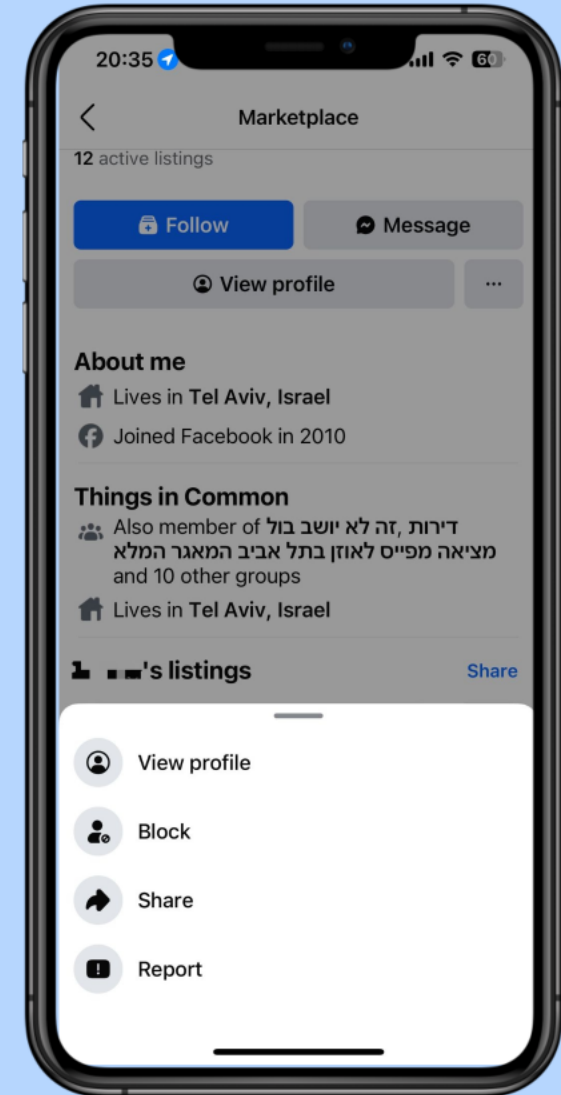 20:35
60
Marketplace
12 active listings
Follow
Message
View profile
...
About me
Lives in Tel Aviv, Israel
Joined Facebook in 2010
Things in Common
Also member of דירות, זה לא יושב בול
מציאה מפייס לאוזן בתל אביב המאגר המלא
and 10 other groups
Lives in Tel Aviv, Israel
's listings
Share
View profile
Block
Share
Report